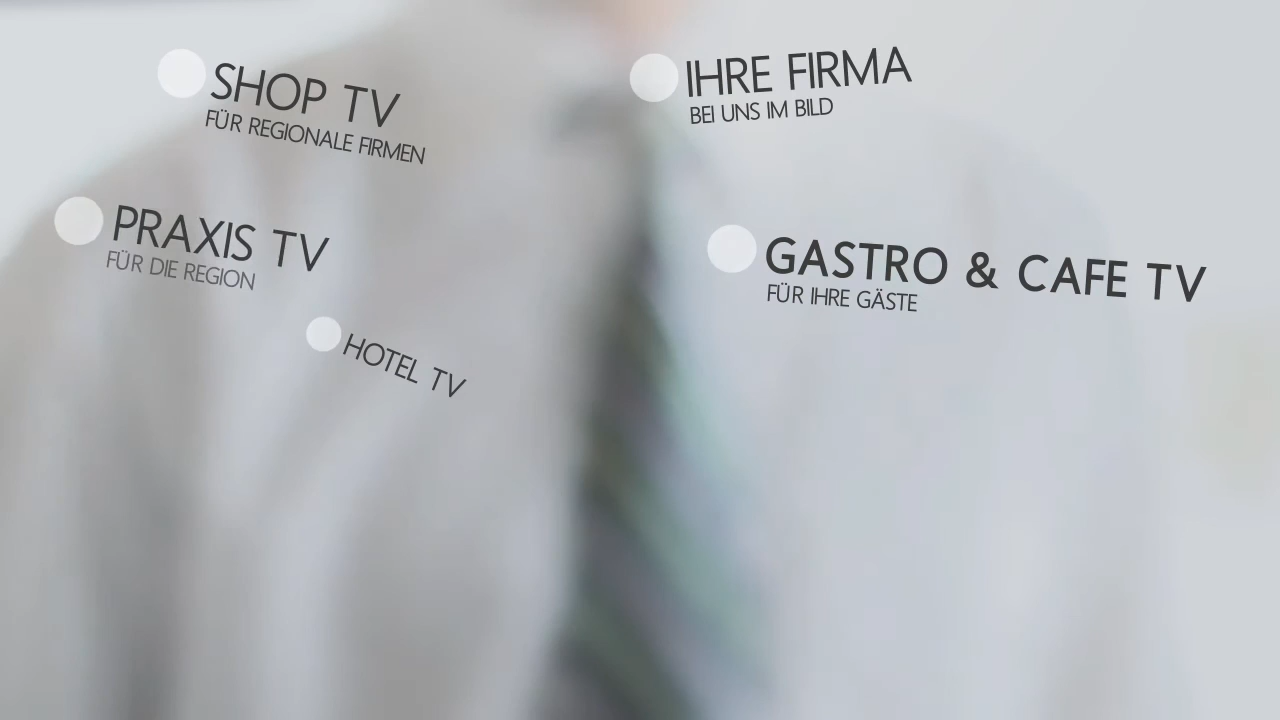 SHOP TV
FÜR REGIONALE FIRMEN
IHRE FIRMA
BEI UNS IM BILD
PRAXIS TV
FÜR DIE REGION
GASTRO & CAFE TV
FÜR IHRE GÄSTE
HOTEL TV